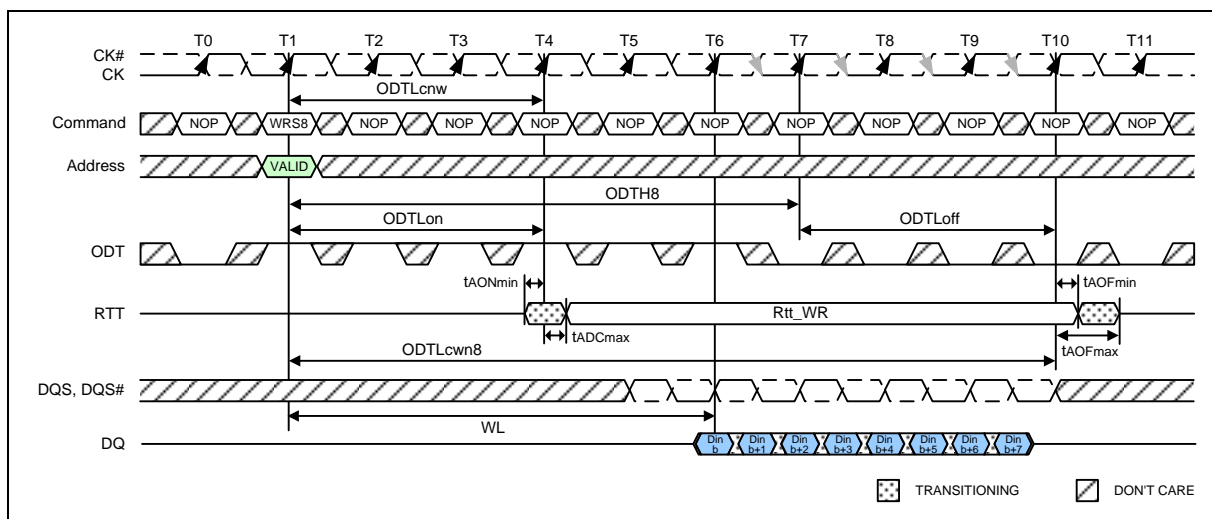 T0 T1 T2 T3 T4 T5 T6 T7 T8 T9 T10 T11
CK#
CK
ODTLcnw
Command NOP WRS8 NOP NOP NOP NOP NOP NOP NOP NOP NOP NOP
Address VALID
ODTH8
ODTLon ODTLoff
ODT
tAONmin tAOFmin
RTT Rtt_WR
tADCmax
ODTLcwn8 tAOFmax
DQS, DQS#
WL
DQ Din b Din b+1 Din b+2 Din b+3 Din b+4 Din b+5 Din b+6 Din b+7
TRANSITIONING DON'T CARE